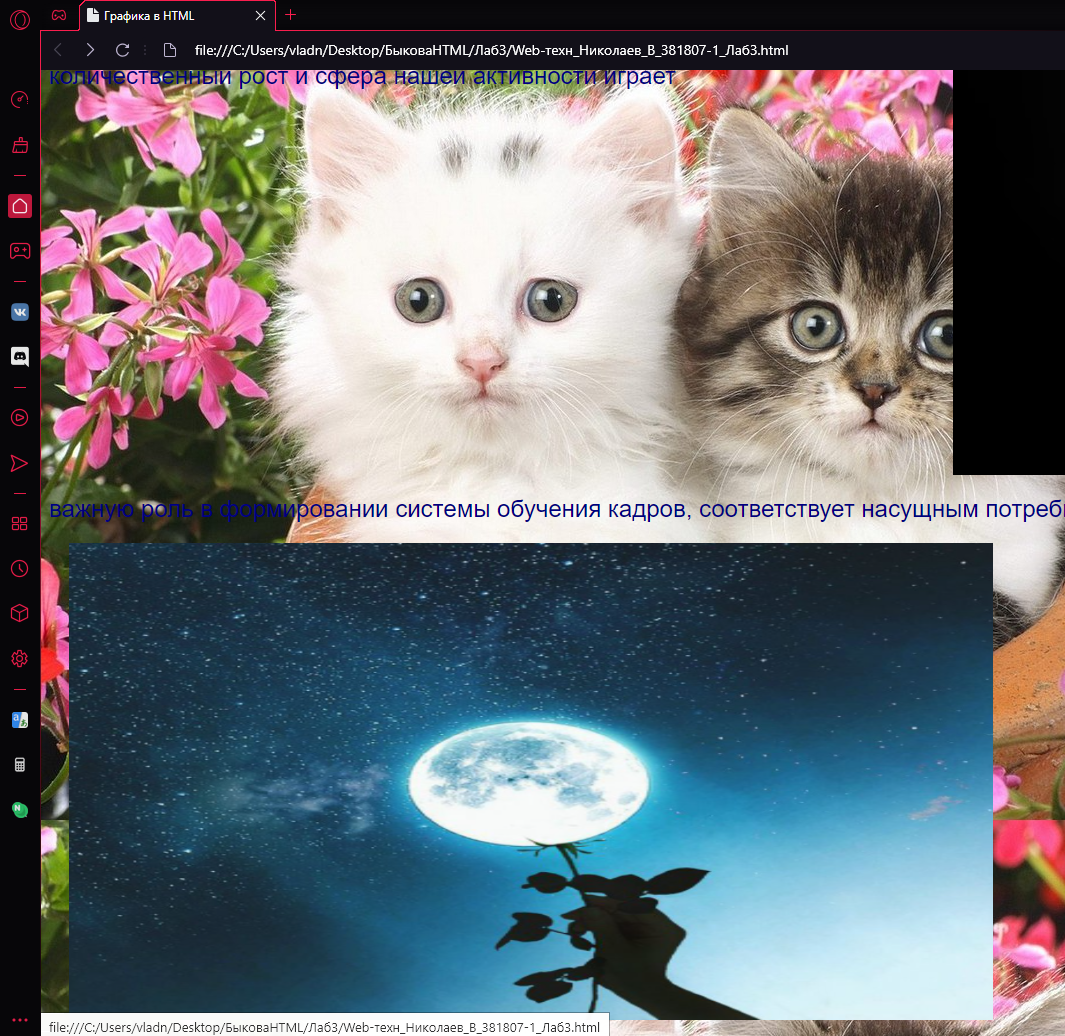 Графика в HTML
file:///C:/Users/vladn/Desktop/БыковаHTML/Лаб3/Web-техн_Николаев_В_381807-1_Лаб3.html
количественный рост и сфера нашей активности играет
важную роль в формировании системы обучения кадров, соответствует насущным
file:///C:/Users/vladn/Desktop/БыковаHTML/Лаб3/Web-техн_Николаев_В_381807-1_Лаб3.html